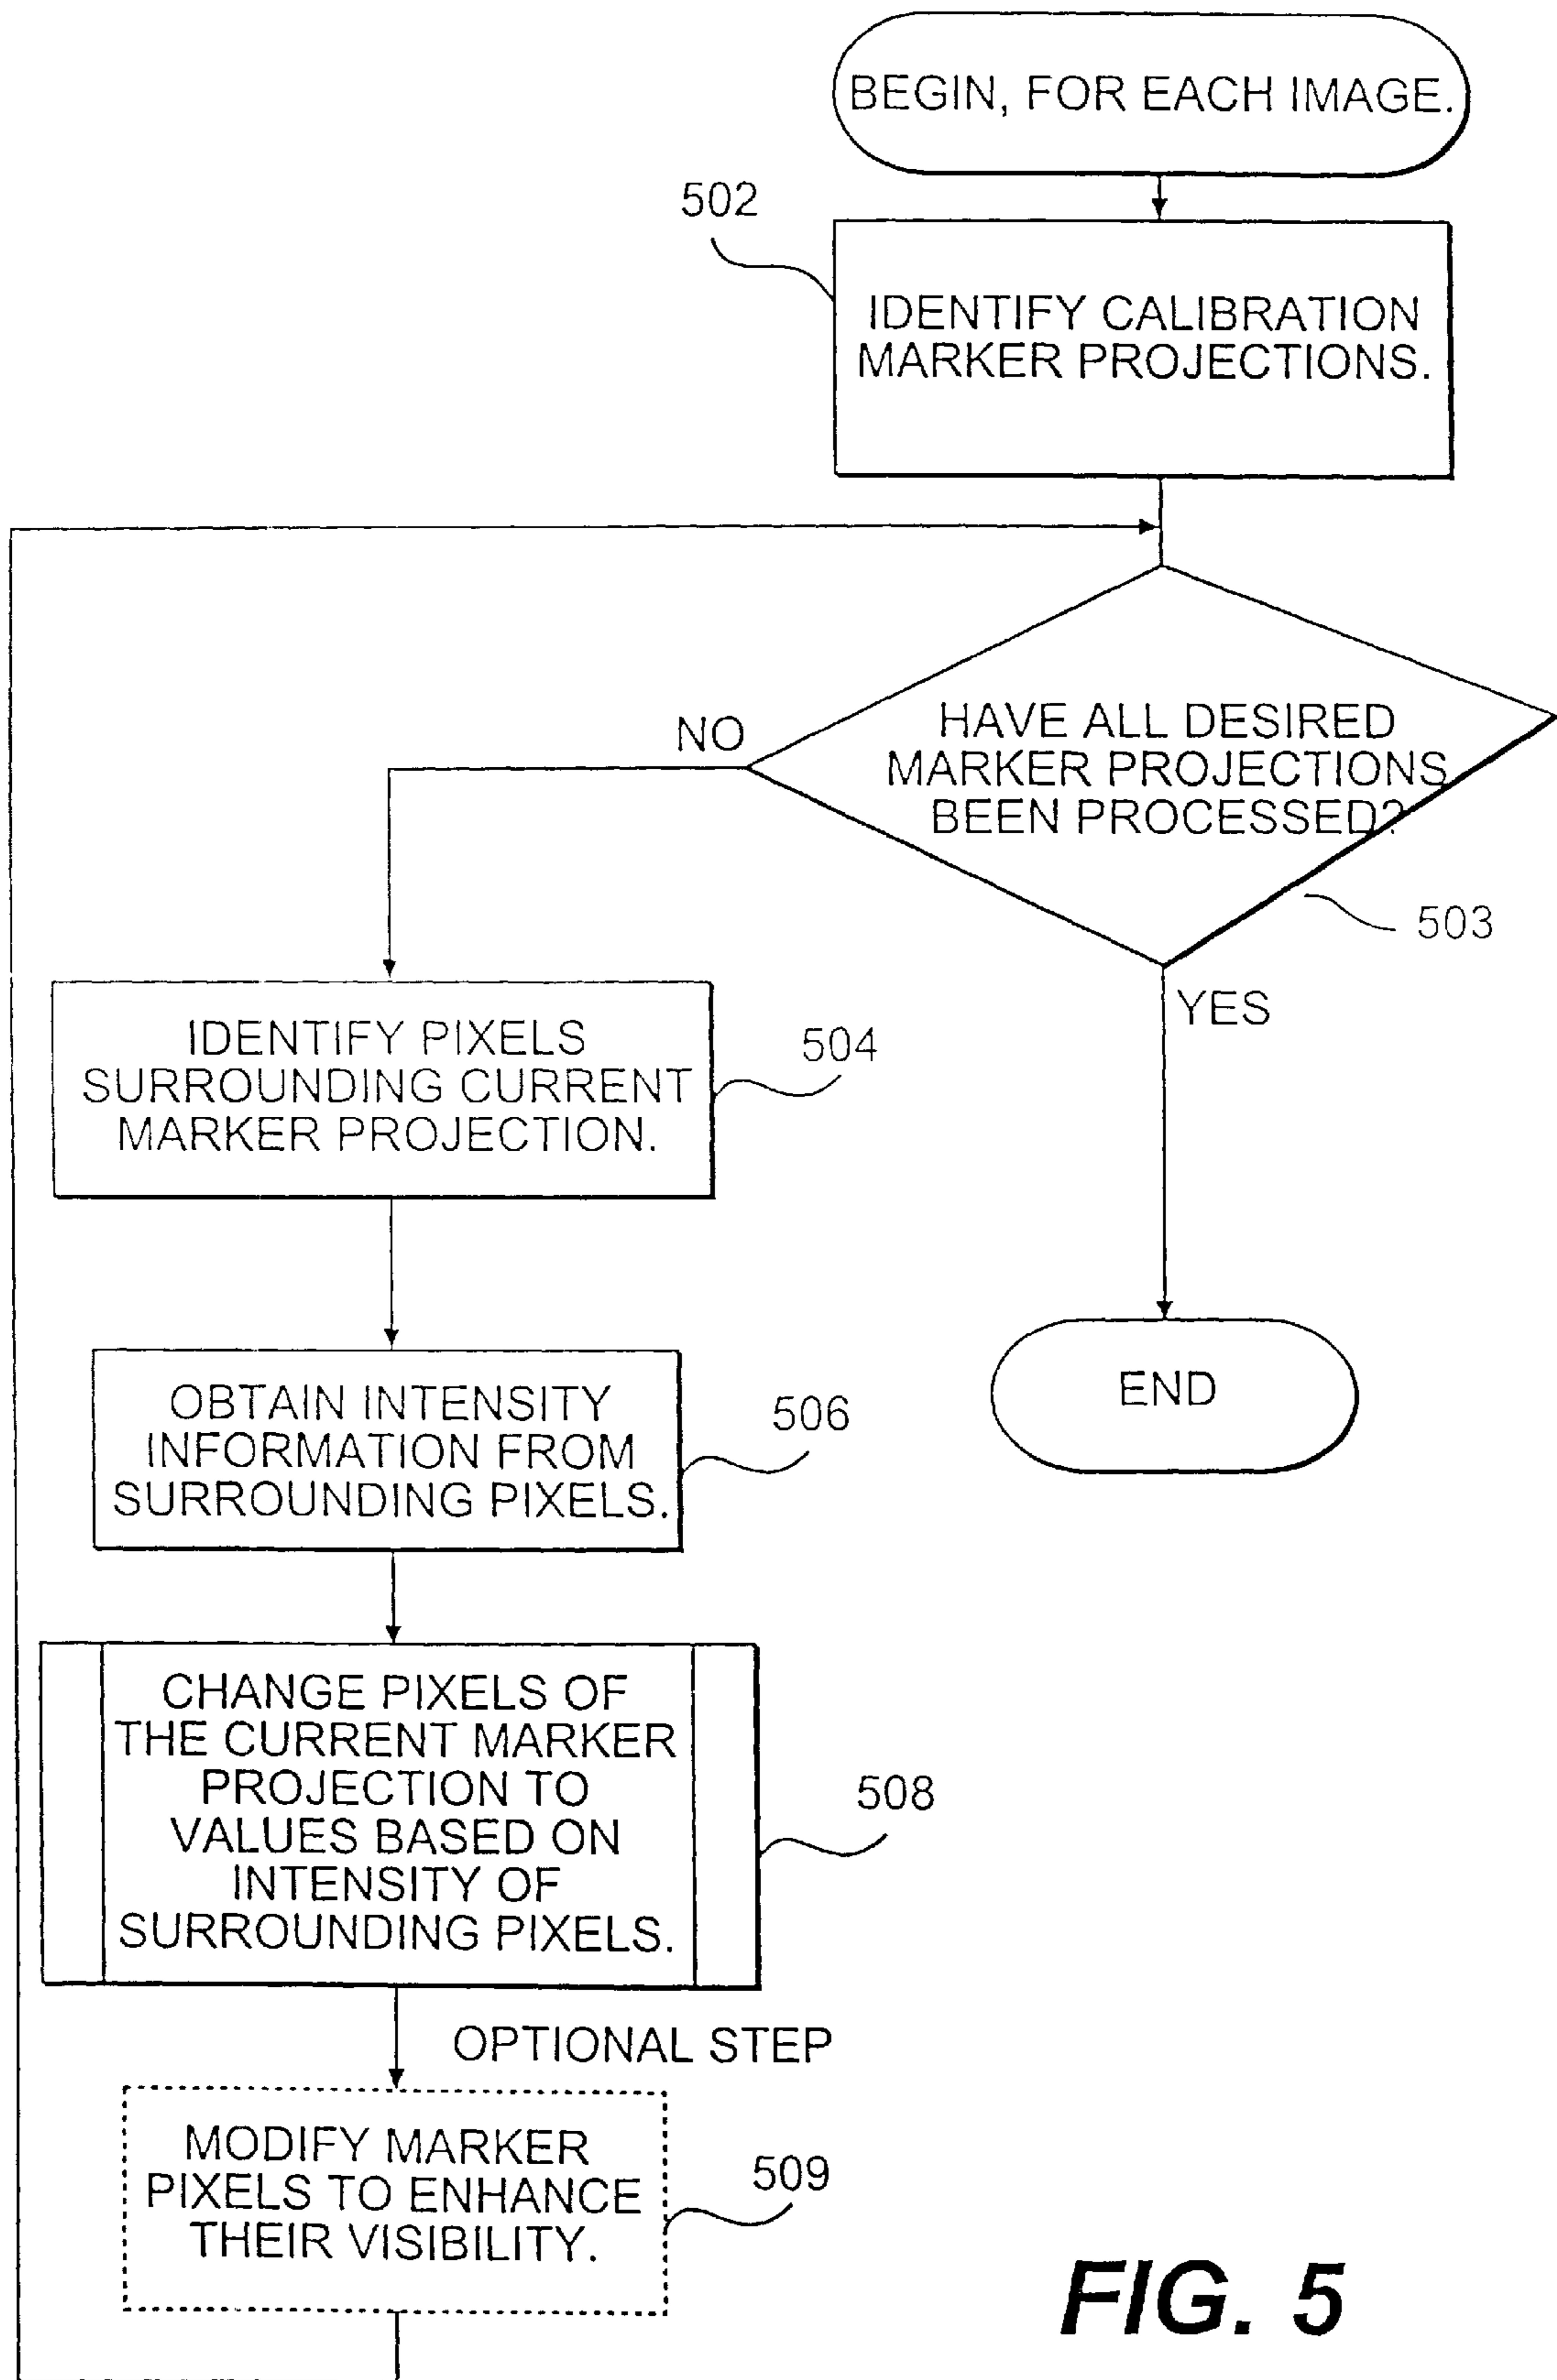 BEGIN, FOR EACH IMAGE.
502
IDENTIFY CALIBRATION
MARKER PROJECTIONS.
NO
HAVE ALL DESIRED
MARKER PROJECTIONS
BEEN PROCESSED?
503
YES
IDENTIFY PIXELS
SURROUNDING CURRENT
MARKER PROJECTION.
504
OBTAIN INTENSITY
INFORMATION FROM
SURROUNDING PIXELS.
506
END
CHANGE PIXELS OF
THE CURRENT MARKER
PROJECTION TO
VALUES BASED ON
INTENSITY OF
SURROUNDING PIXELS.
508
OPTIONAL STEP
MODIFY MARKER
PIXELS TO ENHANCE
THEIR VISIBILITY.
509
FIG. 5